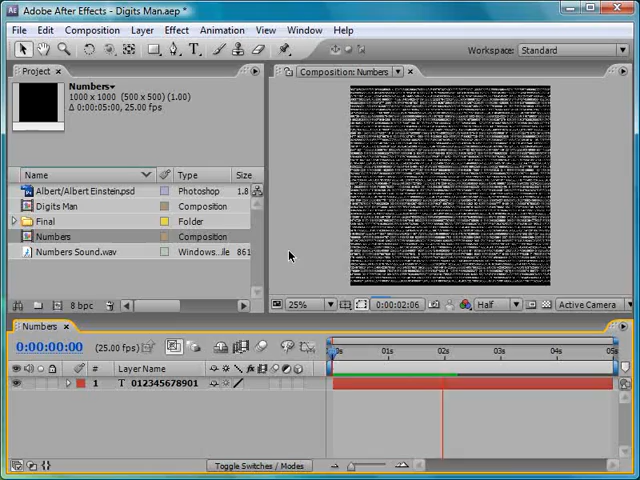 Adobe After Effects - Digits Man.aep *
File Edit Composition Layer Effect Animation View Window Help
Workspace: Standard
Project ×
Composition: Numbers
Numbers
1000 x 1000 (500 x 500) (1.00)
Δ 0:00:05:00, 25.00 fps
Name Type Size
Albert/Albert Einstein.psd Photoshop 1.8
Digits Man Composition
Final Folder
Numbers Composition
Numbers Sound.wav Windows...ile 861
8 bpc
25% 0:00:02:06 Half Active Camera
Numbers ×
0:00:00:00 (25.00 fps)
0s 01s 02s 03s 04s 05s
# Layer Name
1 T 012345678901
Toggle Switches / Modes